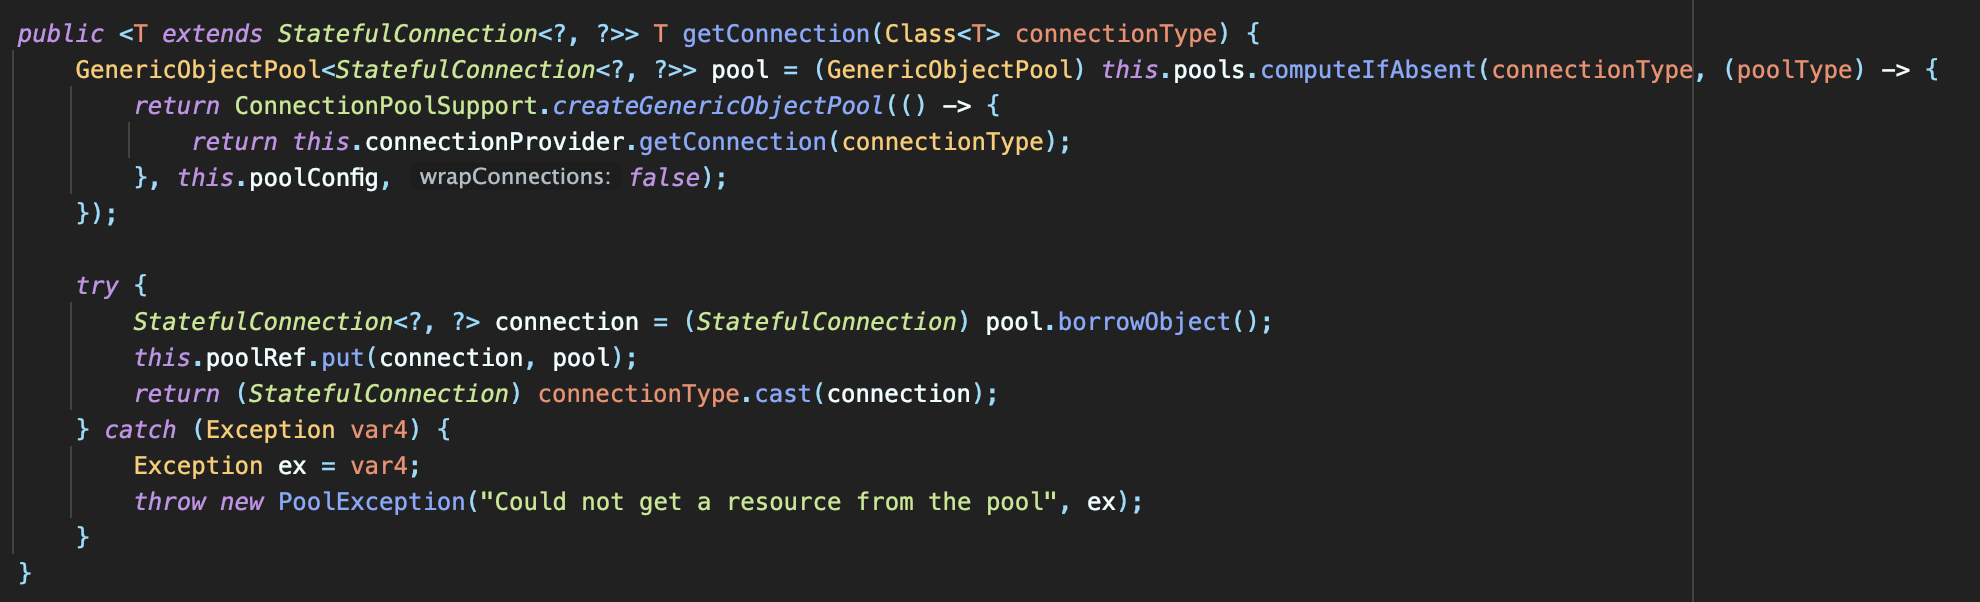 public <T extends StatefulConnection<?, ?>> T getConnection(Class<T> connectionType) {
    GenericObjectPool<StatefulConnection<?, ?>> pool = (GenericObjectPool) this.pools.computeIfAbsent(connectionType, (poolType) -> {
        return ConnectionPoolSupport.createGenericObjectPool(() -> {
            return this.connectionProvider.getConnection(connectionType);
        }, this.poolConfig, wrapConnections: false);
    });

    try {
        StatefulConnection<?, ?> connection = (StatefulConnection) pool.borrowObject();
        this.poolRef.put(connection, pool);
        return (StatefulConnection) connectionType.cast(connection);
    } catch (Exception var4) {
        Exception ex = var4;
        throw new PoolException("Could not get a resource from the pool", ex);
    }
}